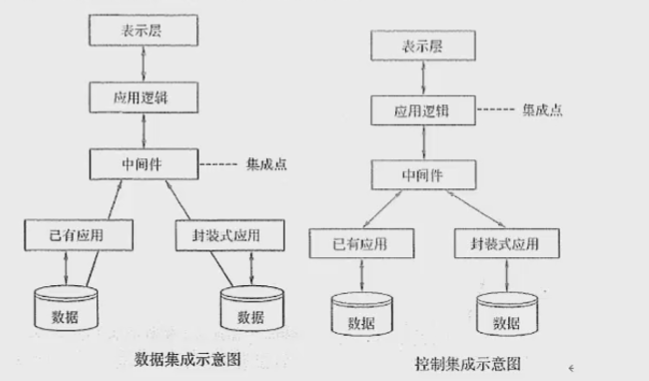 表示层
应用逻辑
中间件
集成点
已有应用
封装式应用
数据
数据
数据集成示意图
表示层
应用逻辑
集成点
中间件
已有应用
封装式应用
数据
数据
控制集成示意图